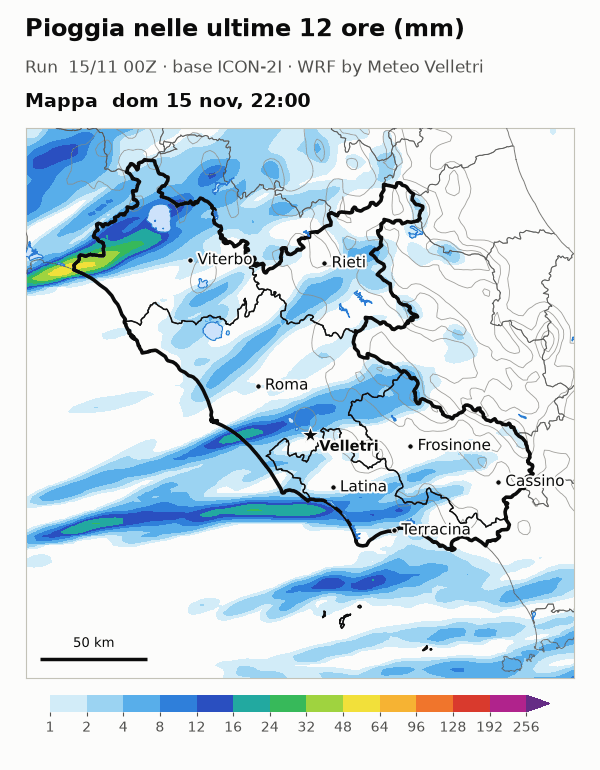 Pioggia nelle ultime 12 ore (mm)
Run 15/11 00Z · base ICON-2I · WRF by Meteo Velletri
Mappa dom 15 nov, 22:00
Viterbo
Rieti
Roma
Velletri
Frosinone
Latina
Cassino
Terracina
50 km
1 2 4 8 12 16 24 32 48 64 96 128 192 256